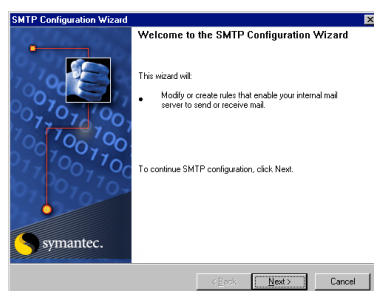 SMTP Configuration Wizard
Welcome to the SMTP Configuration Wizard
This wizard will:
• Modify or create rules that enable your internal mail
server to send or receive mail.
To continue SMTP configuration, click Next.
symantec.
< Back
Next >
Cancel